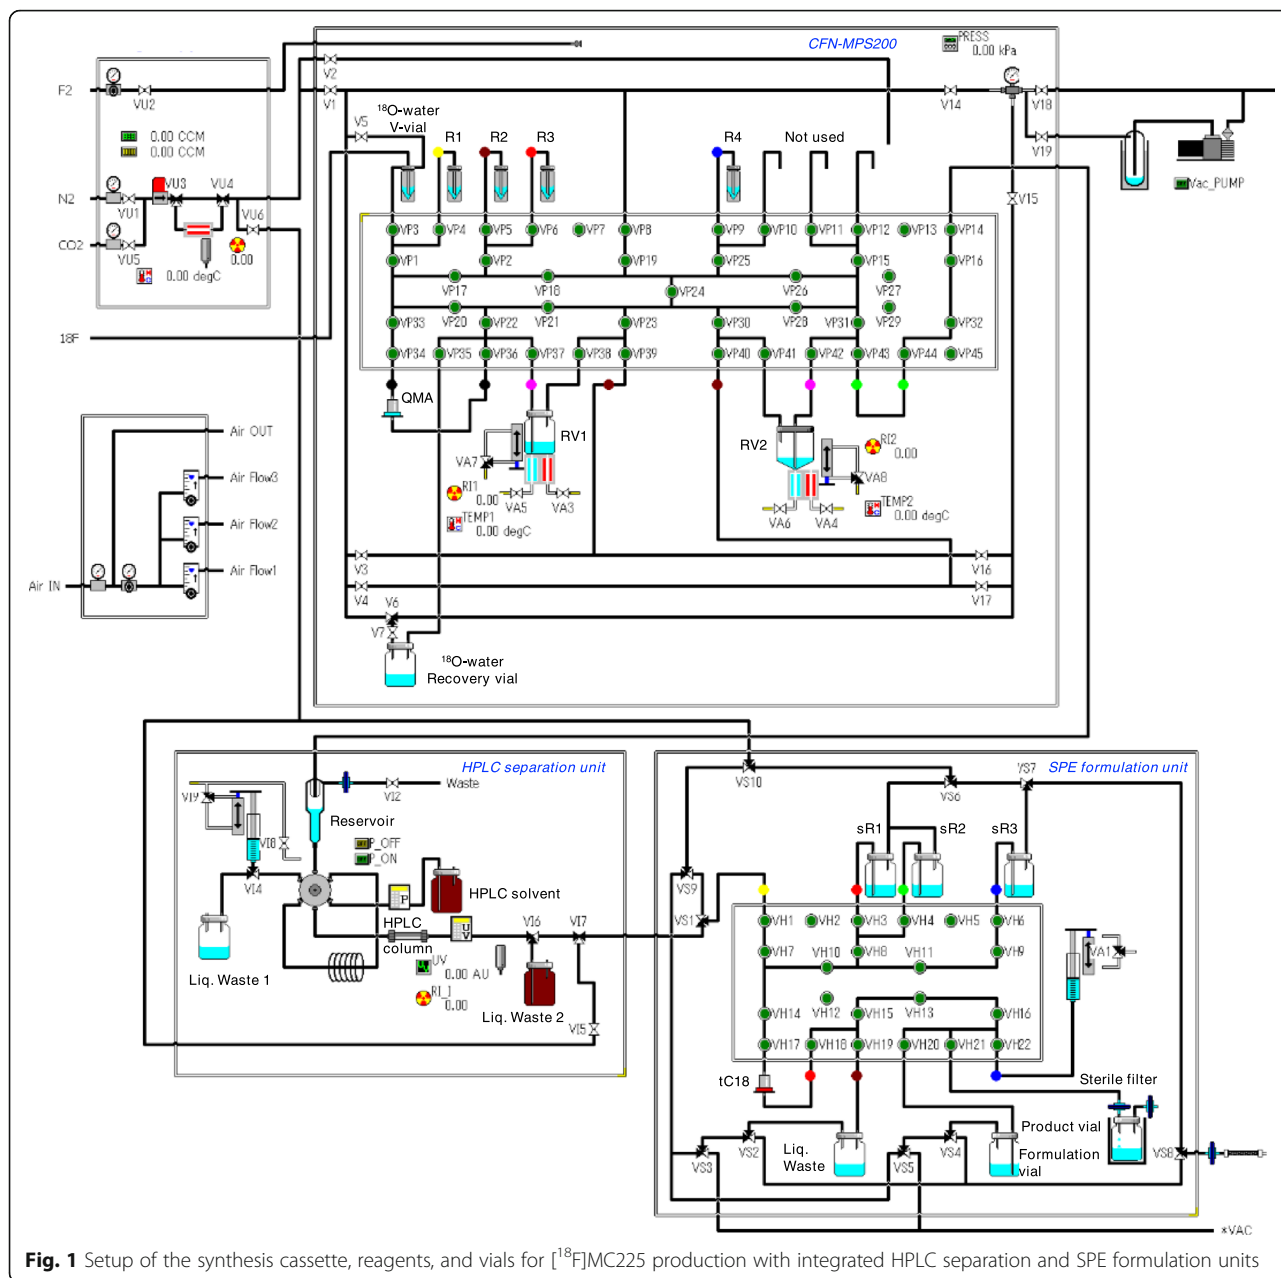 CFN-MPS200
PRESS
0.00 kPa
F2
VU2
V2
V1
V14
V18
V19
V15
0.00 CCM
0.00 CCM
N2
VU1
VU3
VU4
VU6
CO2
VU5
0.00 degC
0.00
18F
Vac_PUMP
V5
18O-water
V-vial
R1
R2
R3
R4
Not used
VP3
VP4
VP5
VP6
VP7
VP8
VP9
VP10
VP11
VP12
VP13
VP14
VP1
VP2
VP19
VP25
VP15
VP16
VP17
VP18
VP24
VP26
VP27
VP20
VP21
VP28
VP29
VP33
VP22
VP23
VP30
VP31
VP32
VP34
VP35
VP36
VP37
VP38
VP39
VP40
VP41
VP42
VP43
VP44
VP45
QMA
RV1
RV2
VA7
RI1
0.00
TEMP1
0.00 degC
VA5
VA3
RI2
0.00
VA8
TEMP2
0.00 degC
VA6
VA4
V3
V4
V16
V17
V6
V7
18O-water
Recovery vial
Air OUT
Air Flow3
Air Flow2
Air Flow1
Air IN
HPLC separation unit
VI9
VI8
VI4
Reservoir
VI2
Waste
P_OFF
P_ON
P
HPLC solvent
HPLC
column
UV
UV
0.00 AU
RI_I
0.00
VI6
VI7
VI5
Liq. Waste 1
Liq. Waste 2
SPE formulation unit
VS10
VS6
VS7
VS9
VS1
sR1
sR2
sR3
VH1
VH2
VH3
VH4
VH5
VH6
VH7
VH10
VH8
VH11
VH9
VH14
VH12
VH15
VH13
VH16
VH17
VH18
VH19
VH20
VH21
VH22
VA1
tC18
Sterile filter
Product vial
Formulation
vial
Liq.
Waste
VS3
VS2
VS5
VS4
VS8
*VAC
Fig. 1 Setup of the synthesis cassette, reagents, and vials for [18F]MC225 production with integrated HPLC separation and SPE formulation units